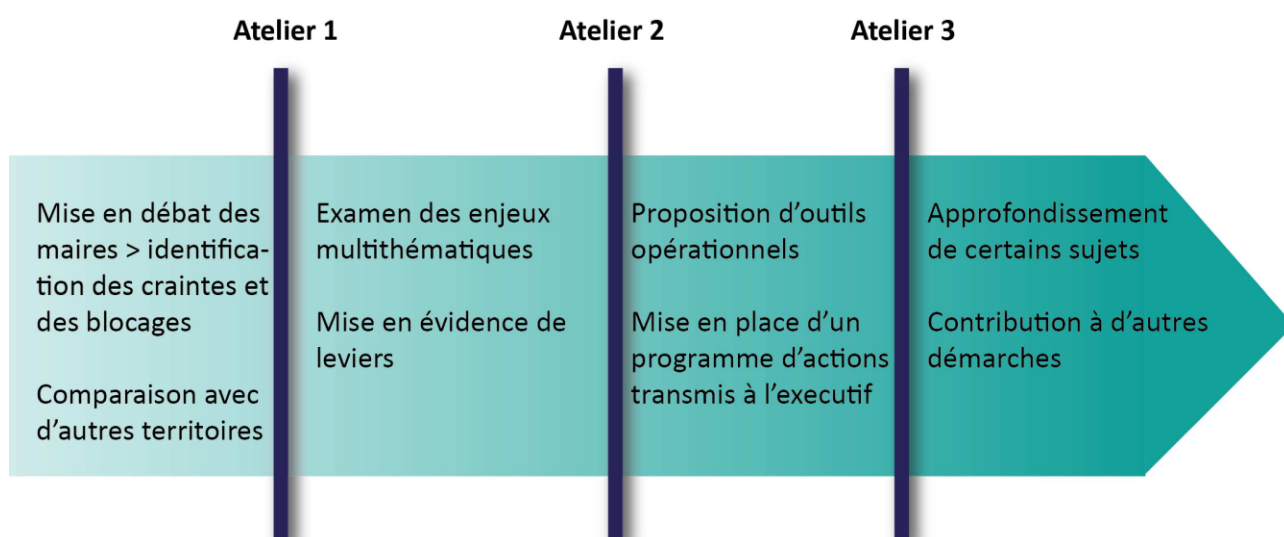 Atelier 1
Atelier 2
Atelier 3
Mise en débat des
maires > identifica-
tion des craintes et
des blocages
Comparaison avec
d'autres territoires
Examen des enjeux
multithématiques
Mise en évidence de
leviers
Proposition d'outils
opérationnels
Mise en place d'un
programme d'actions
transmis à l'executif
Approfondissement
de certains sujets
Contribution à d'autres
démarches